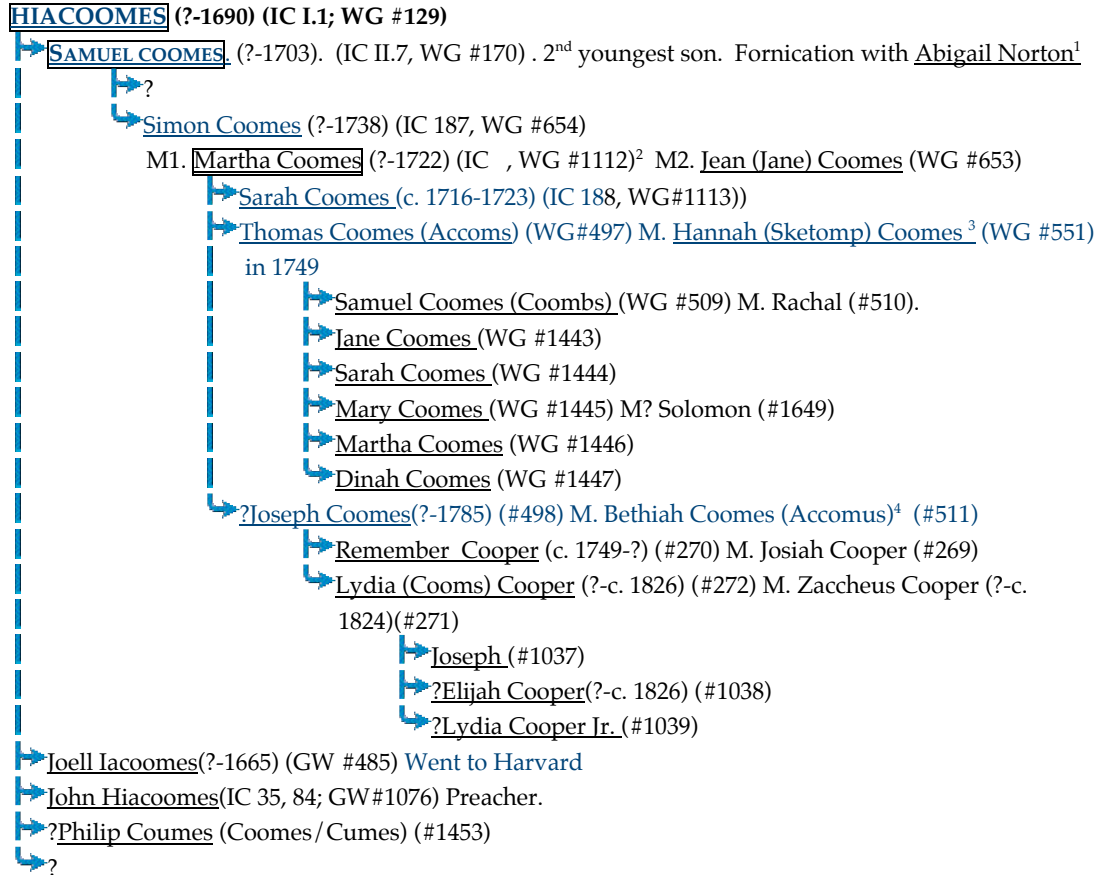 HIACOOMES (?-1690) (IC I.1; WG #129)
SAMUEL COOMES. (?-1703). (IC II.7, WG #170) . 2nd youngest son. Fornication with Abigail Norton1
?
Simon Coomes (?-1738) (IC 187, WG #654)
M1. Martha Coomes (?-1722) (IC , WG #1112)2 M2. Jean (Jane) Coomes (WG #653)
Sarah Coomes (c. 1716-1723) (IC 188, WG#1113))
Thomas Coomes (Accoms) (WG#497) M. Hannah (Sketomp) Coomes 3 (WG #551)
in 1749
Samuel Coomes (Coombs) (WG #509) M. Rachal (#510).
Jane Coomes (WG #1443)
Sarah Coomes (WG #1444)
Mary Coomes (WG #1445) M? Solomon (#1649)
Martha Coomes (WG #1446)
Dinah Coomes (WG #1447)
?Joseph Coomes(?-1785) (#498) M. Bethiah Coomes (Accomus)4 (#511)
Remember Cooper (c. 1749-?) (#270) M. Josiah Cooper (#269)
Lydia (Cooms) Cooper (?-c. 1826) (#272) M. Zaccheus Cooper (?-c.
1824)(#271)
Joseph (#1037)
?Elijah Cooper(?-c. 1826) (#1038)
?Lydia Cooper Jr. (#1039)
Joell Iacoomes(?-1665) (GW #485) Went to Harvard
John Hiacoomes(IC 35, 84; GW#1076) Preacher.
?Philip Coumes (Coomes/Cumes) (#1453)
?